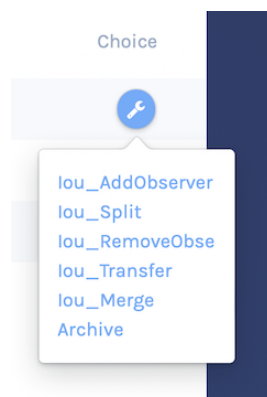 Choice
Iou_AddObserver
Iou_Split
Iou_RemoveObse
Iou_Transfer
Iou_Merge
Archive